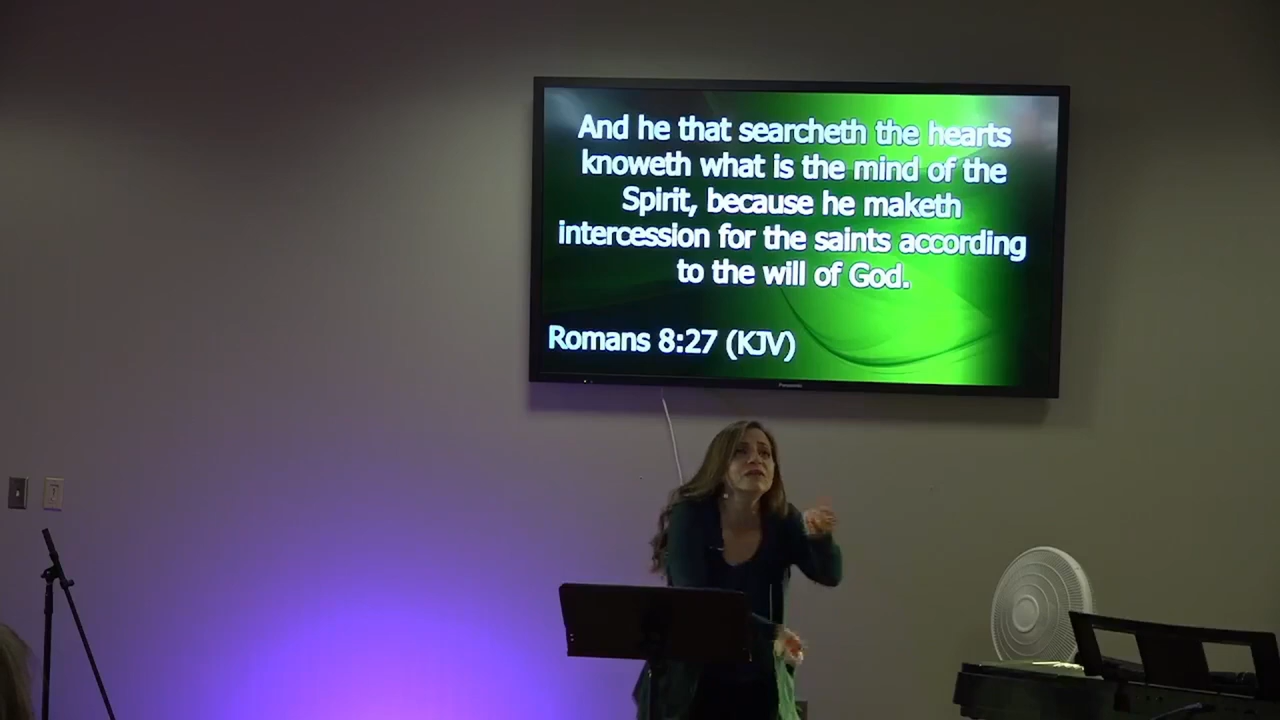 And he that searcheth the hearts
knoweth what is the mind of the
Spirit, because he maketh
intercession for the saints according
to the will of God.
Romans 8:27 (KJV)
Panasonic